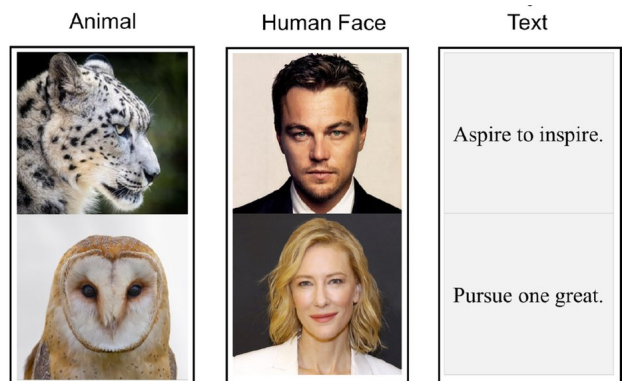 Animal
Human Face
Text
Aspire to inspire.
Pursue one great.